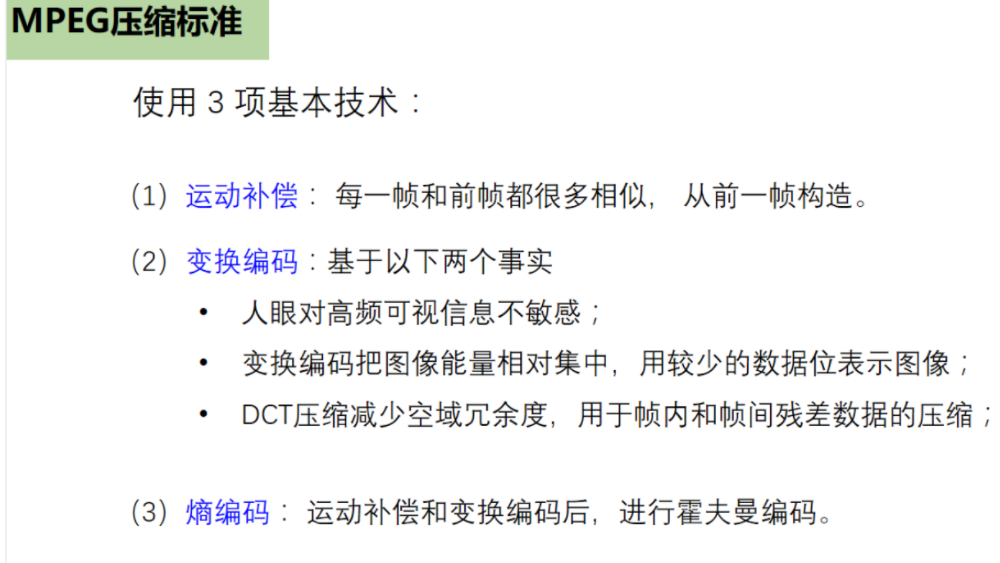 MPEG压缩标准
使用 3 项基本技术：
(1) 运动补偿： 每一帧和前帧都很多相似， 从前一帧构造。
(2) 变换编码：基于以下两个事实
• 人眼对高频可视信息不敏感；
• 变换编码把图像能量相对集中，用较少的数据位表示图像；
• DCT压缩减少空域冗余度，用于帧内和帧间残差数据的压缩；
(3) 熵编码： 运动补偿和变换编码后，进行霍夫曼编码。